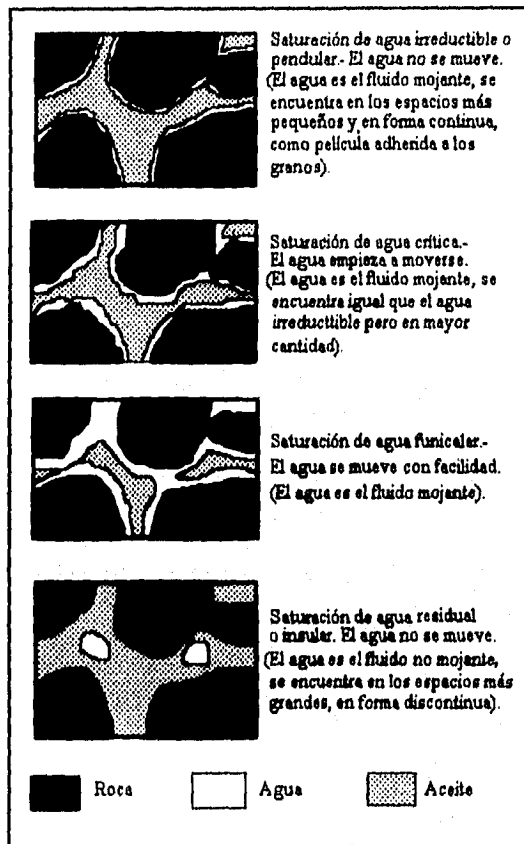 Saturación de agua irreductible o
pendular.- El agua no se mueve.
(El agua es el fluido mojante, se
encuentra en los espacios más
pequeños y, en forma continua,
como película adherida a los
granos).
Saturación de agua crítica.-
El agua empieza a moverse.
(El agua es el fluido mojante, se
encuentra igual que el agua
irreducttible pero en mayor
cantidad).
Saturación de agua funicular.-
El agua se mueve con facilidad.
(El agua es el fluido mojante).
Saturación de agua residual
o insular. El agua no se mueve.
(El agua es el fluido no mojante,
se encuentra en los espacios más
grandes, en forma discontinua).
Roca Agua Aceite